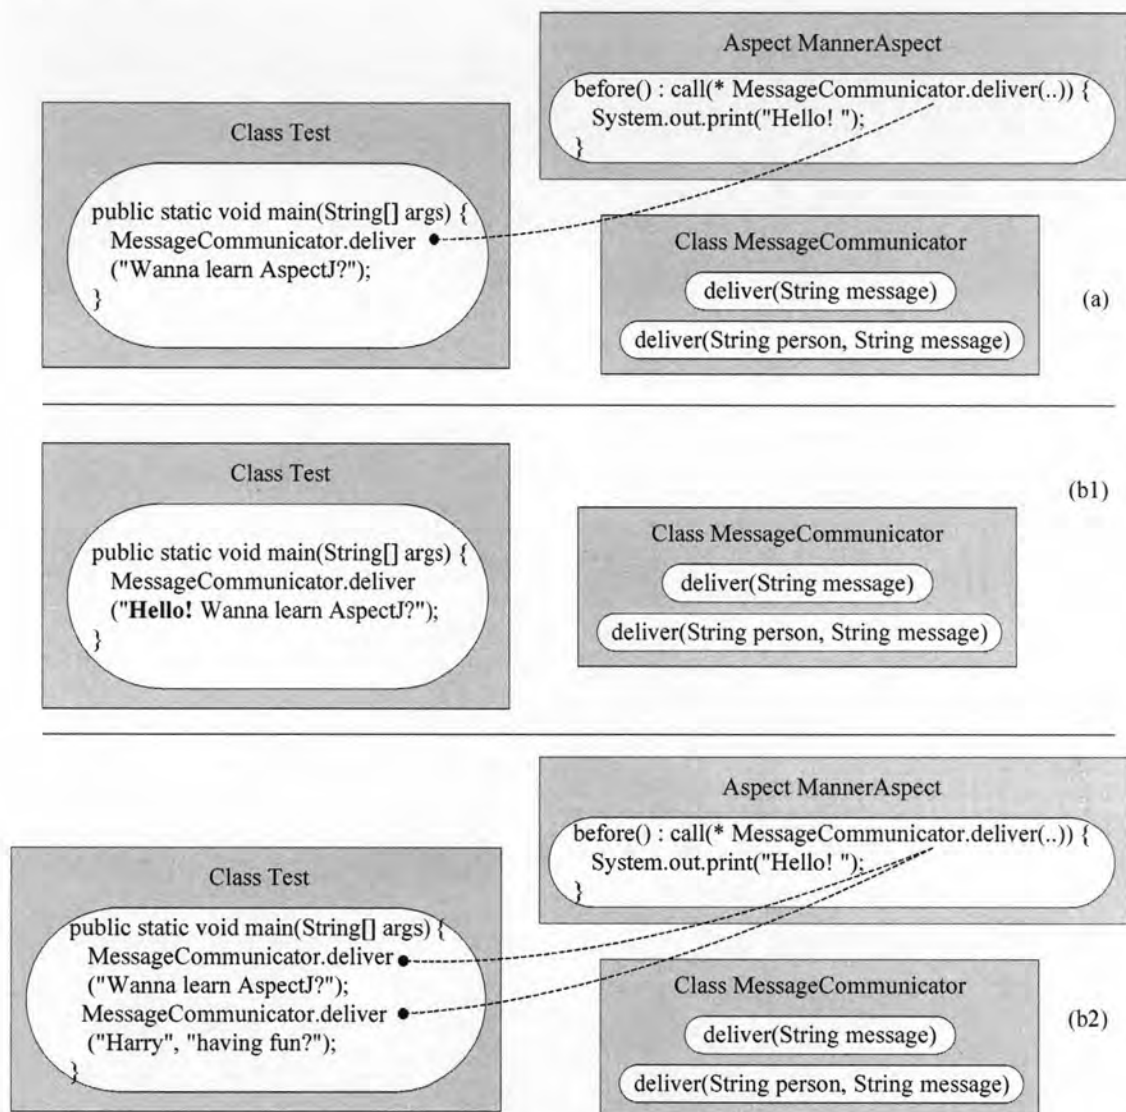 Aspect MannerAspect
before() : call(* MessageCommunicator.deliver(..)) {
System.out.print("Hello! ");
}
Class Test
public static void main(String[] args) {
MessageCommunicator.deliver
("Wanna learn AspectJ?");
}
Class MessageCommunicator
deliver(String message)
deliver(String person, String message)
(a)
Class Test
public static void main(String[] args) {
MessageCommunicator.deliver
("Hello! Wanna learn AspectJ?");
}
(b1)
Class MessageCommunicator
deliver(String message)
deliver(String person, String message)
Aspect MannerAspect
before() : call(* MessageCommunicator.deliver(..)) {
System.out.print("Hello! ");
}
Class Test
public static void main(String[] args) {
MessageCommunicator.deliver
("Wanna learn AspectJ?");
MessageCommunicator.deliver
("Harry", "having fun?");
}
Class MessageCommunicator
deliver(String message)
deliver(String person, String message)
(b2)